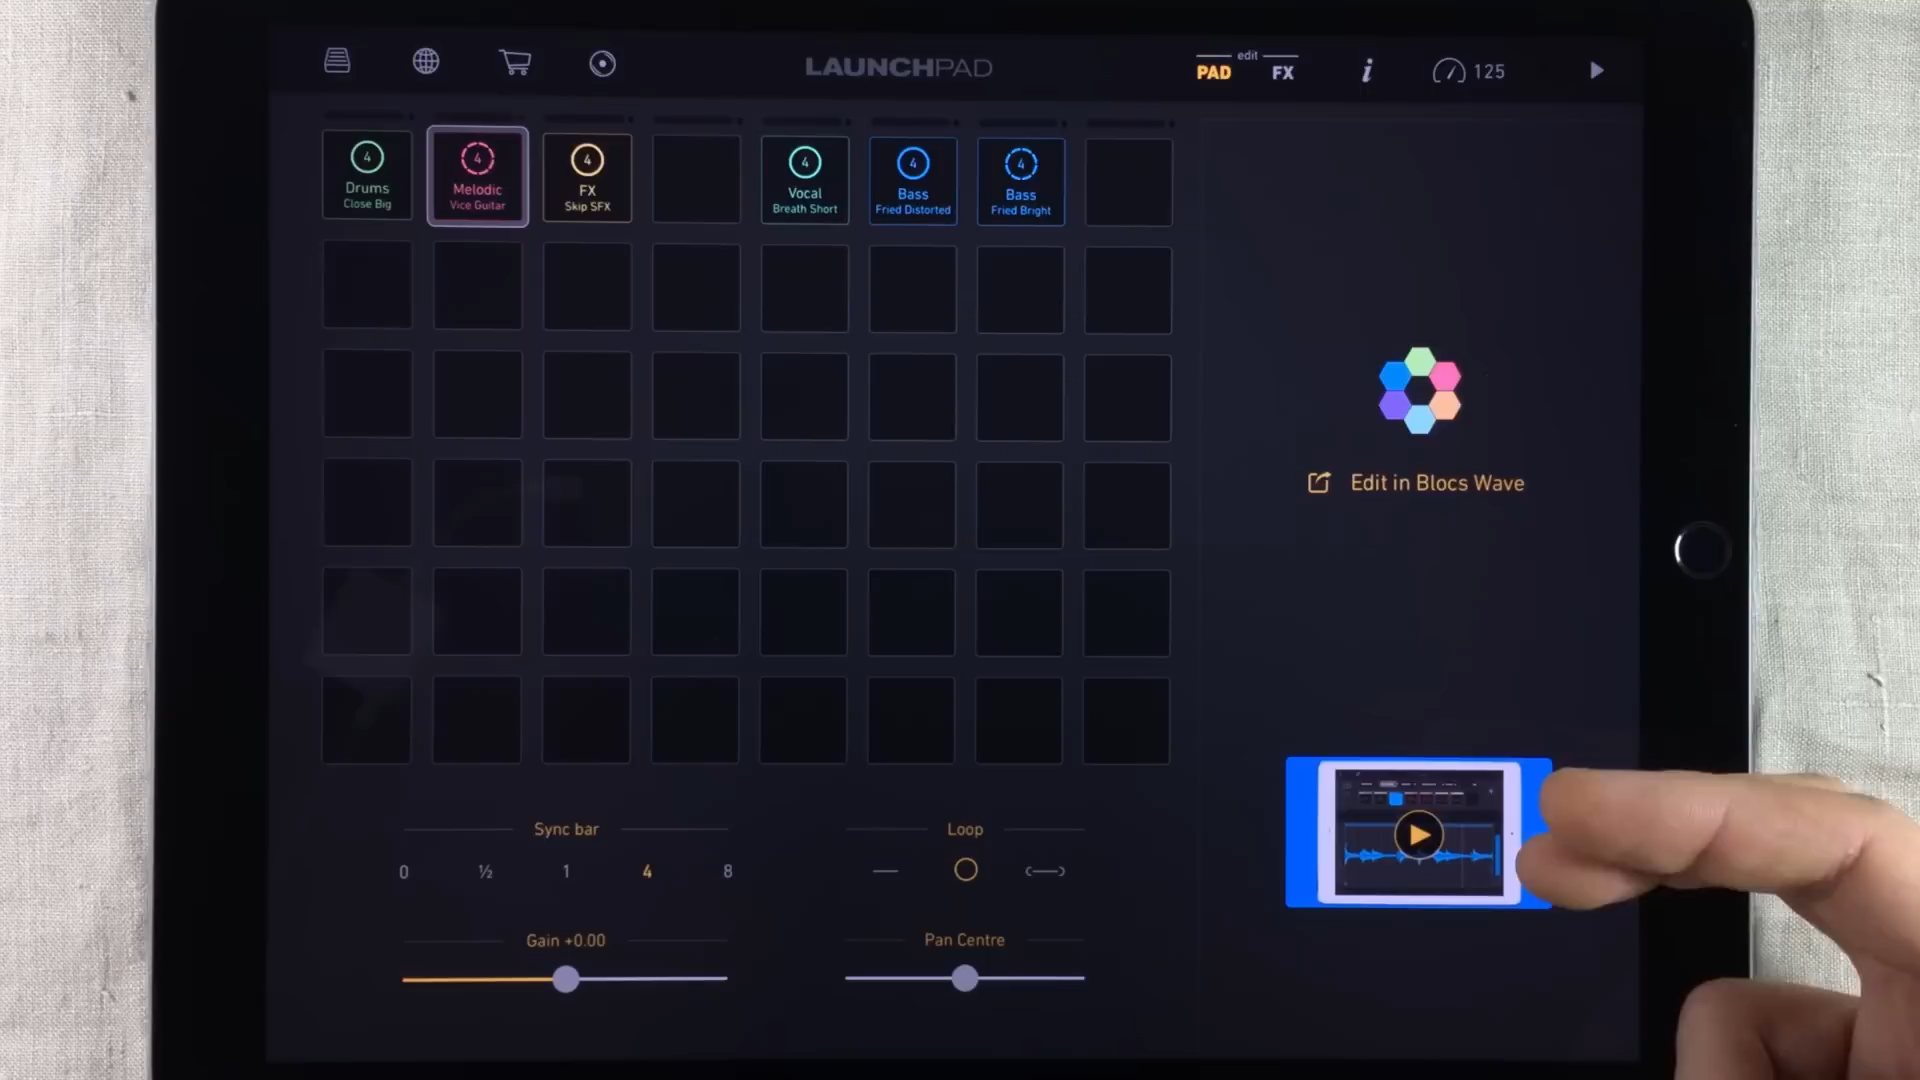 LAUNCHPAD
edit
PAD FX
i
125
4
Drums
Close Big
4
Melodic
Vice Guitar
4
FX
Skip SFX
4
Vocal
Breath Short
4
Bass
Fried Distorted
4
Bass
Fried Bright
Edit in Blocs Wave
Sync bar
0 ½ 1 4 8
Loop
Gain +0.00
Pan Centre